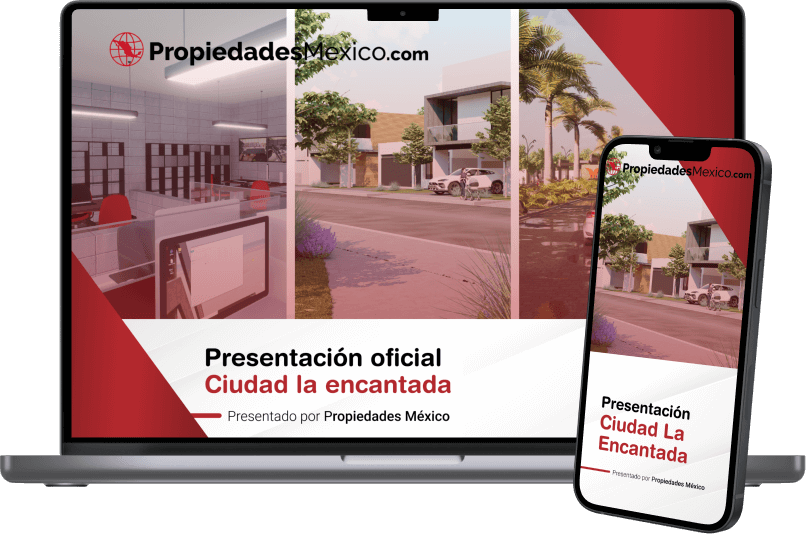 PropiedadesMexico.com
Presentación oficial
Ciudad la encantada
Presentado por Propiedades México
PropiedadesMexico.com
Presentación
Ciudad La
Encantada
Presentado por Propiedades México